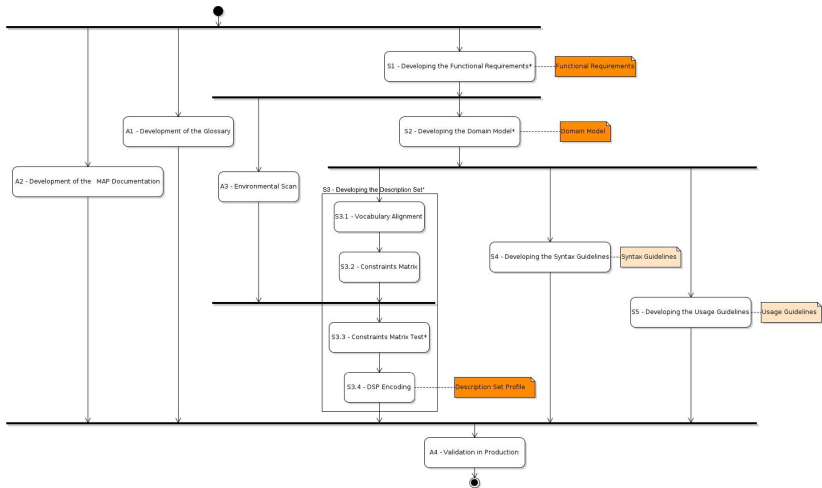 S1 - Developing the Functional Requirements*
Functional Requirements
A1 - Development of the Glossary
S2 - Developing the Domain Model*
Domain Model
A2 - Development of the MAP Documentation
A3 - Environmental Scan
S3 - Developing the Description Set*
S3.1 - Vocabulary Alignment
S3.2 - Constraints Matrix
S4 - Developing the Syntax Guidelines
Syntax Guidelines
S5 - Developing the Usage Guidelines
Usage Guidelines
S3.3 - Constraints Matrix Test*
S3.4 - DSP Encoding
Description Set Profile
A4 - Validation in Production